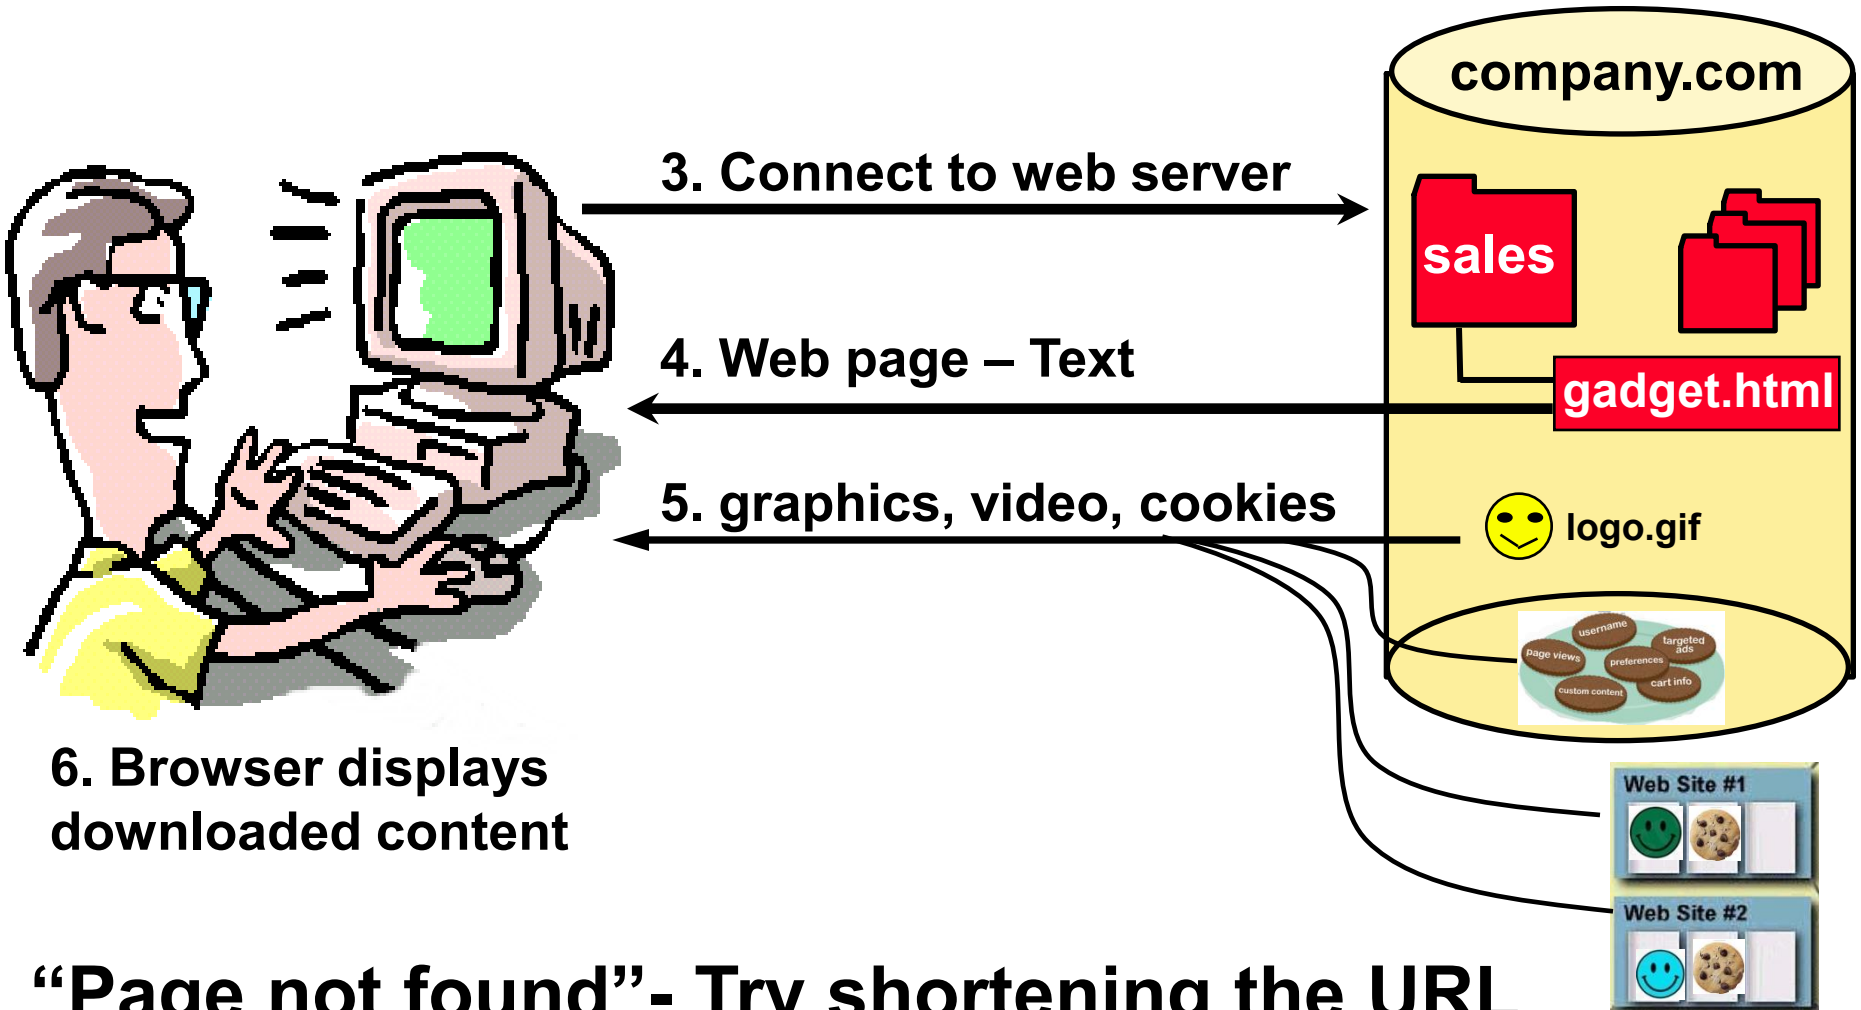 company.com
3. Connect to web server
sales
4. Web page – Text
gadget.html
5. graphics, video, cookies
logo.gif
username
targeted
ads
page views
preferences
cart info
custom content
6. Browser displays
downloaded content
Web Site #1
Web Site #2
“Page not found”- Try shortening the URL